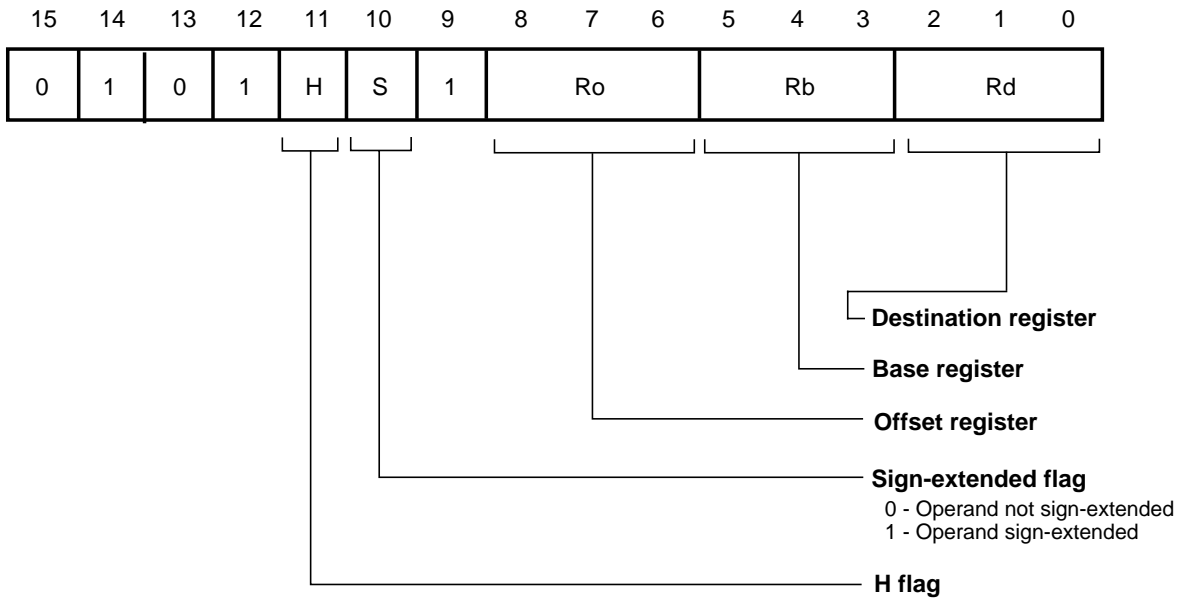 15 14 13 12 11 10 9 8 7 6 5 4 3 2 1 0
0 1 0 1 H S 1 Ro Rb Rd
Destination register
Base register
Offset register
Sign-extended flag
0 - Operand not sign-extended
1 - Operand sign-extended
H flag